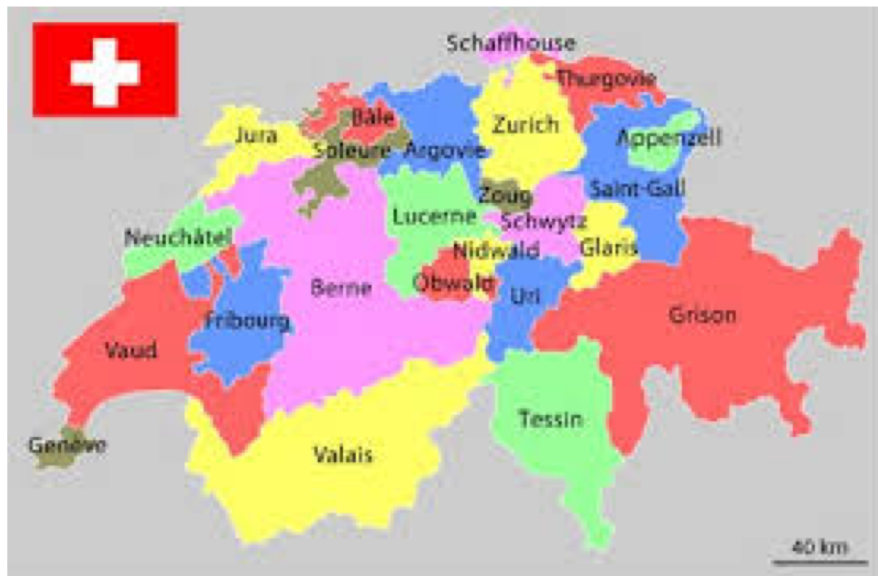 Schaffhouse
Thurgovie
Bâle
Zurich
Jura
Soleure
Argovie
Appenzell
Zoug
Saint-Gall
Lucerne
Schwytz
Neuchâtel
Nidwald
Glaris
Obwald
Berne
Uri
Fribourg
Grison
Vaud
Tessin
Genève
Valais
40 km